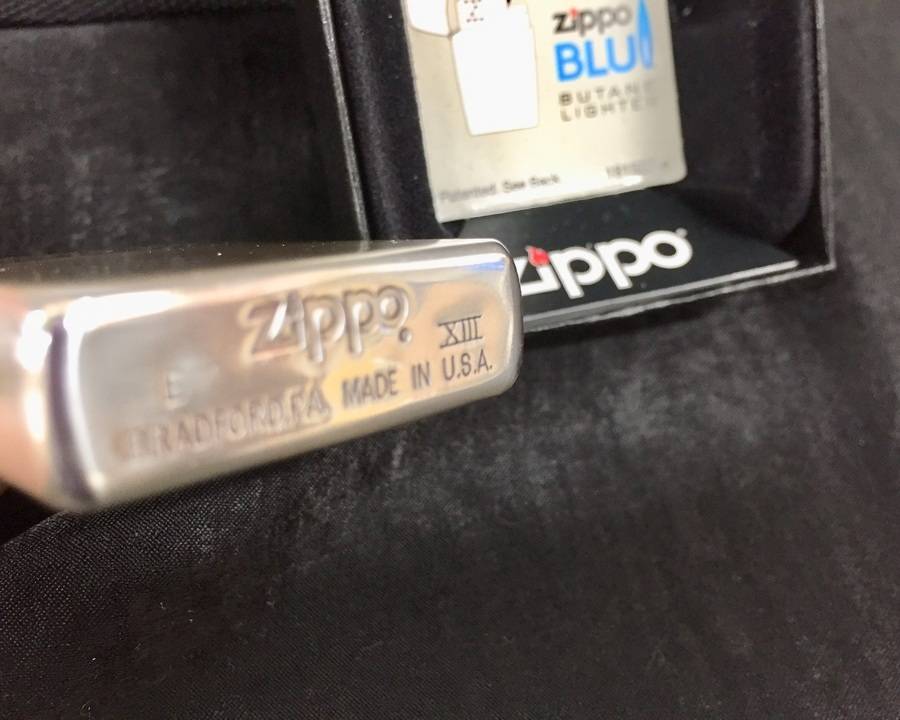 zippo
BLU
BUTANE
LIGHTER
Patented. See Back
zippo
zippo
XIII
E
BRADFORD, PA. MADE IN U.S.A.